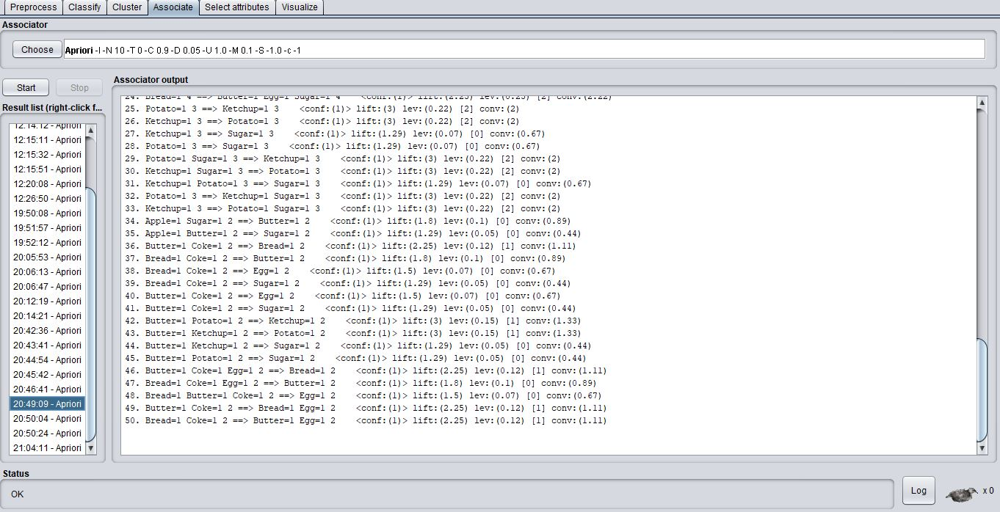 Preprocess Classify Cluster Associate Select attributes Visualize
Associator
Choose Apriori -I -N 10 -T 0 -C 0.9 -D 0.05 -U 1.0 -M 0.1 -S -1.0 -c -1
Start Stop
Result list (right-click f...
12:14:12 - Apriori
12:15:11 - Apriori
12:15:32 - Apriori
12:15:51 - Apriori
12:20:08 - Apriori
12:26:50 - Apriori
19:50:08 - Apriori
19:51:57 - Apriori
19:52:12 - Apriori
20:05:53 - Apriori
20:06:13 - Apriori
20:06:47 - Apriori
20:12:19 - Apriori
20:14:21 - Apriori
20:42:36 - Apriori
20:43:41 - Apriori
20:44:54 - Apriori
20:45:42 - Apriori
20:46:41 - Apriori
20:49:09 - Apriori
20:50:04 - Apriori
20:50:24 - Apriori
21:04:11 - Apriori
Associator output
24. Bread=1 4 ==> Butter=1 Egg=1 Sugar=1 4 <conf:(1)> lift:(2.25) lev:(0.25) [2] conv:(2.22)
25. Potato=1 3 ==> Ketchup=1 3 <conf:(1)> lift:(3) lev:(0.22) [2] conv:(2)
26. Ketchup=1 3 ==> Potato=1 3 <conf:(1)> lift:(3) lev:(0.22) [2] conv:(2)
27. Ketchup=1 3 ==> Sugar=1 3 <conf:(1)> lift:(1.29) lev:(0.07) [0] conv:(0.67)
28. Potato=1 3 ==> Sugar=1 3 <conf:(1)> lift:(1.29) lev:(0.07) [0] conv:(0.67)
29. Potato=1 Sugar=1 3 ==> Ketchup=1 3 <conf:(1)> lift:(3) lev:(0.22) [2] conv:(2)
30. Ketchup=1 Sugar=1 3 ==> Potato=1 3 <conf:(1)> lift:(3) lev:(0.22) [2] conv:(2)
31. Ketchup=1 Potato=1 3 ==> Sugar=1 3 <conf:(1)> lift:(1.29) lev:(0.07) [0] conv:(0.67)
32. Potato=1 3 ==> Ketchup=1 Sugar=1 3 <conf:(1)> lift:(3) lev:(0.22) [2] conv:(2)
33. Ketchup=1 3 ==> Potato=1 Sugar=1 3 <conf:(1)> lift:(3) lev:(0.22) [2] conv:(2)
34. Apple=1 Sugar=1 2 ==> Butter=1 2 <conf:(1)> lift:(1.8) lev:(0.1) [0] conv:(0.89)
35. Apple=1 Butter=1 2 ==> Sugar=1 2 <conf:(1)> lift:(1.29) lev:(0.05) [0] conv:(0.44)
36. Butter=1 Coke=1 2 ==> Bread=1 2 <conf:(1)> lift:(2.25) lev:(0.12) [1] conv:(1.11)
37. Bread=1 Coke=1 2 ==> Butter=1 2 <conf:(1)> lift:(1.8) lev:(0.1) [0] conv:(0.89)
38. Bread=1 Coke=1 2 ==> Egg=1 2 <conf:(1)> lift:(1.5) lev:(0.07) [0] conv:(0.67)
39. Bread=1 Coke=1 2 ==> Sugar=1 2 <conf:(1)> lift:(1.29) lev:(0.05) [0] conv:(0.44)
40. Butter=1 Coke=1 2 ==> Egg=1 2 <conf:(1)> lift:(1.5) lev:(0.07) [0] conv:(0.67)
41. Butter=1 Coke=1 2 ==> Sugar=1 2 <conf:(1)> lift:(1.29) lev:(0.05) [0] conv:(0.44)
42. Butter=1 Potato=1 2 ==> Ketchup=1 2 <conf:(1)> lift:(3) lev:(0.15) [1] conv:(1.33)
43. Butter=1 Ketchup=1 2 ==> Potato=1 2 <conf:(1)> lift:(3) lev:(0.15) [1] conv:(1.33)
44. Butter=1 Ketchup=1 2 ==> Sugar=1 2 <conf:(1)> lift:(1.29) lev:(0.05) [0] conv:(0.44)
45. Butter=1 Potato=1 2 ==> Sugar=1 2 <conf:(1)> lift:(1.29) lev:(0.05) [0] conv:(0.44)
46. Butter=1 Coke=1 Egg=1 2 ==> Bread=1 2 <conf:(1)> lift:(2.25) lev:(0.12) [1] conv:(1.11)
47. Bread=1 Coke=1 Egg=1 2 ==> Butter=1 2 <conf:(1)> lift:(1.8) lev:(0.1) [0] conv:(0.89)
48. Bread=1 Butter=1 Coke=1 2 ==> Egg=1 2 <conf:(1)> lift:(1.5) lev:(0.07) [0] conv:(0.67)
49. Butter=1 Coke=1 2 ==> Bread=1 Egg=1 2 <conf:(1)> lift:(2.25) lev:(0.12) [1] conv:(1.11)
50. Bread=1 Coke=1 2 ==> Butter=1 Egg=1 2 <conf:(1)> lift:(2.25) lev:(0.12) [1] conv:(1.11)
Status
OK
Log
x 0